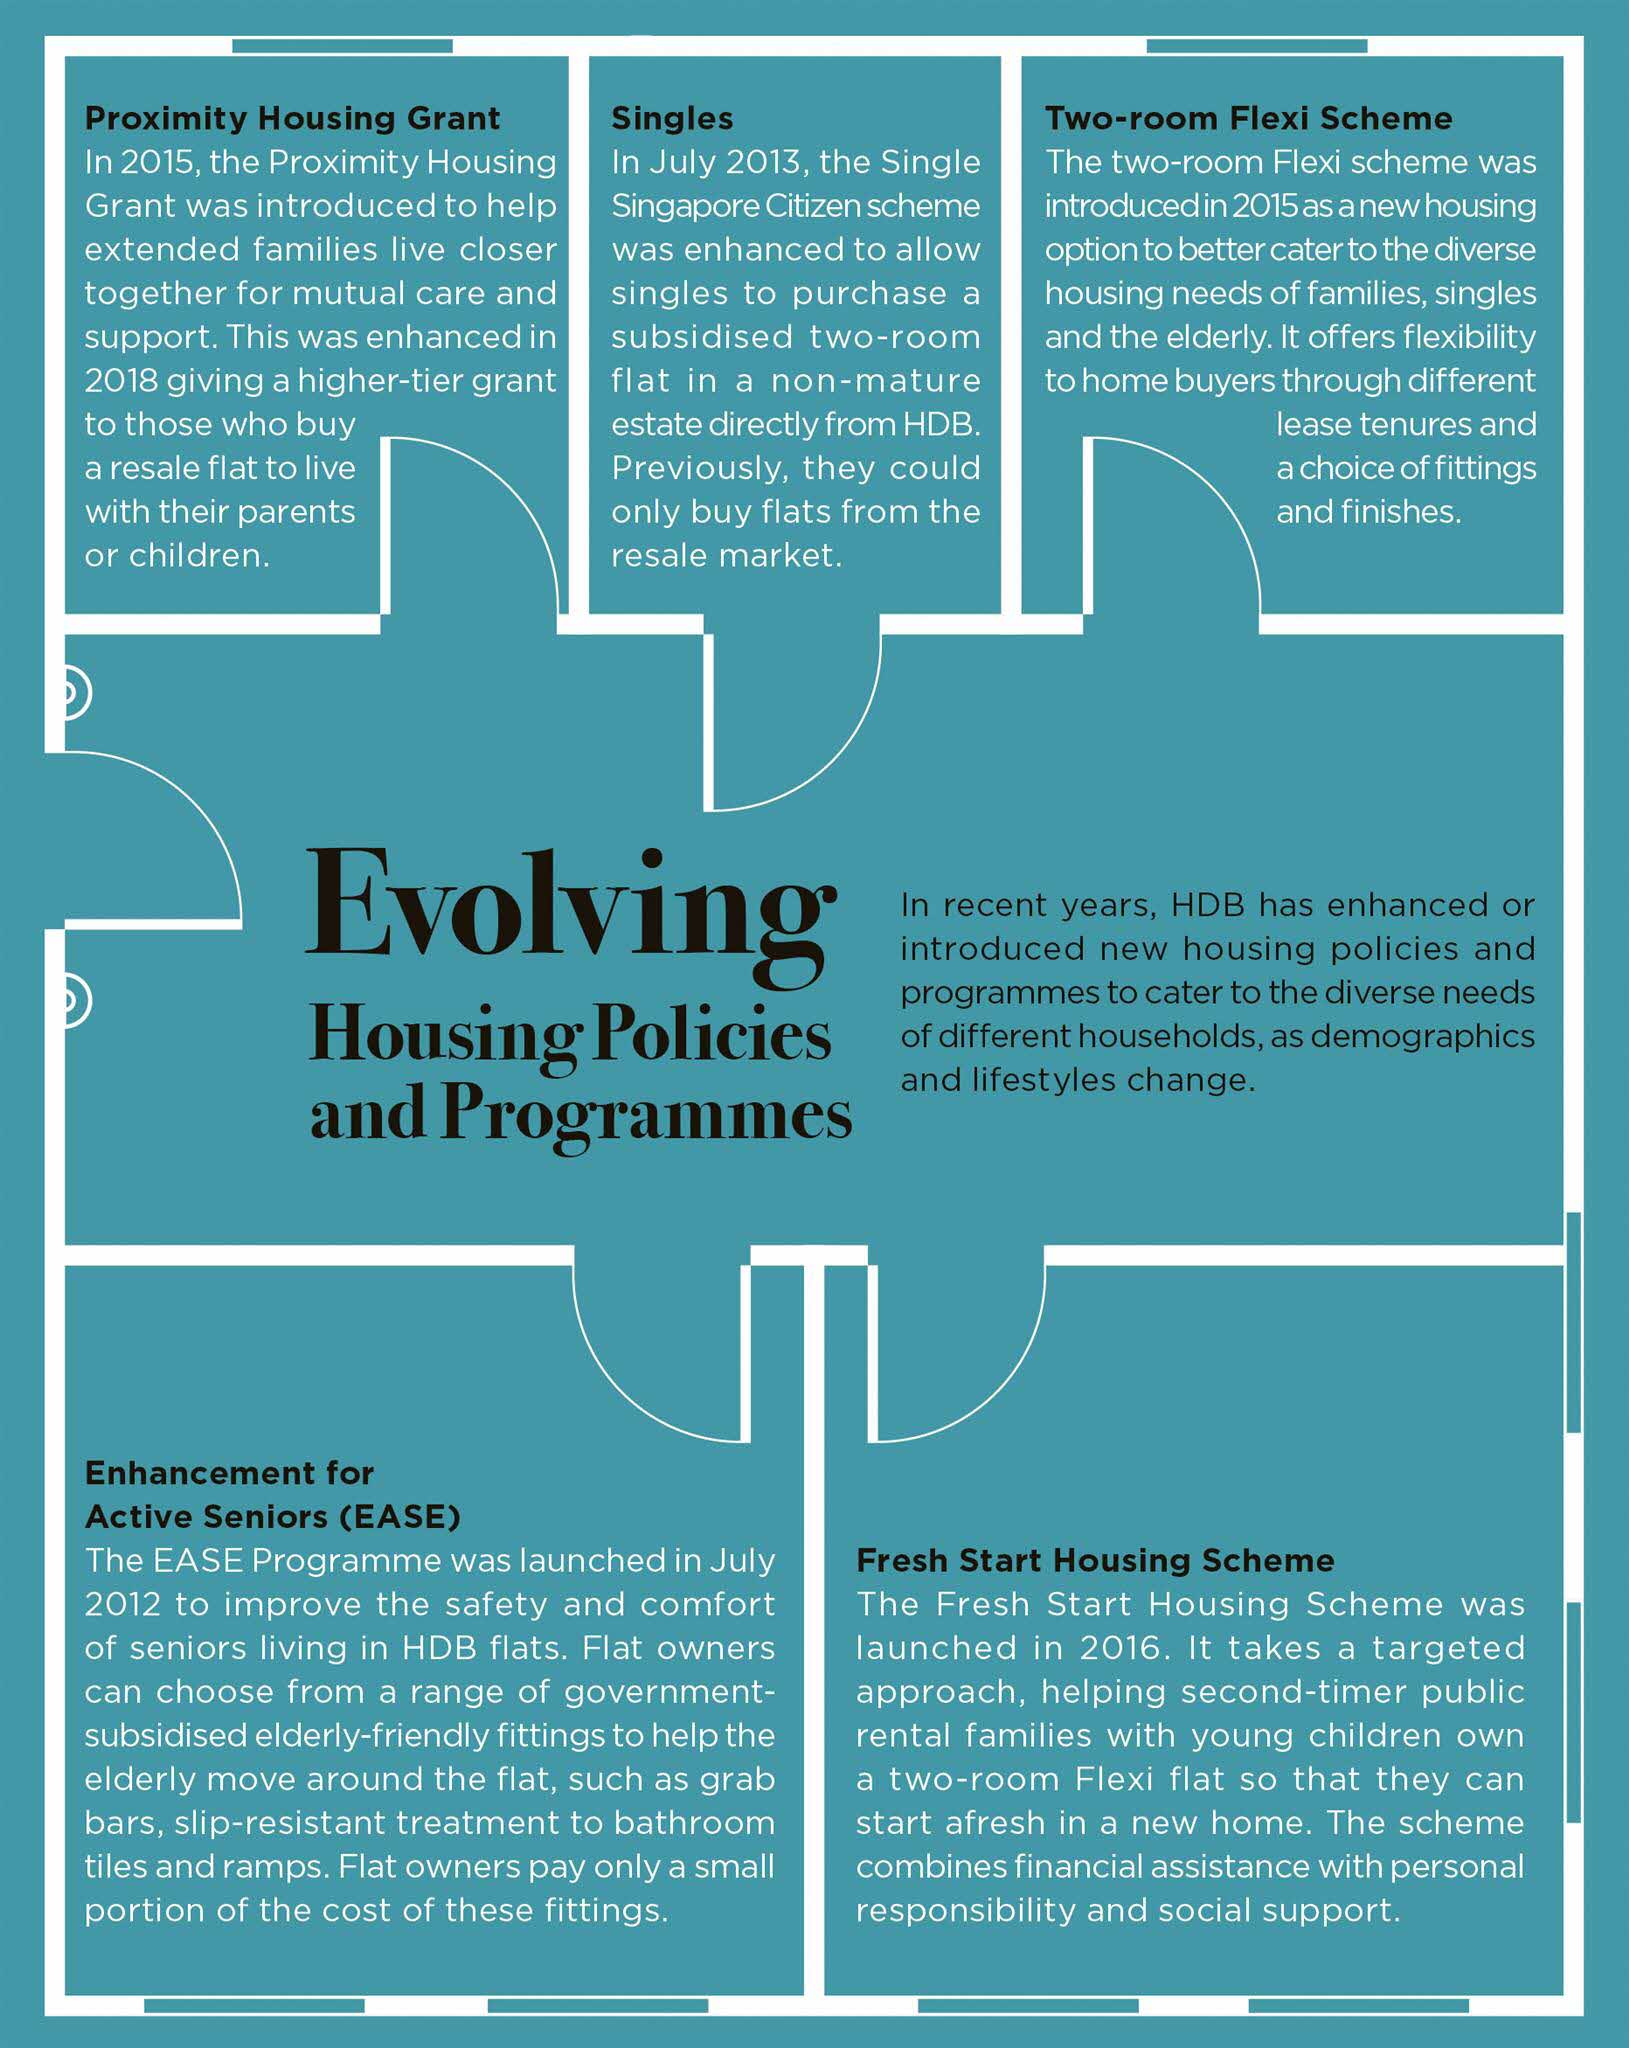 Proximity Housing Grant
In 2015, the Proximity Housing
Grant was introduced to help
extended families live closer
together for mutual care and
support. This was enhanced in
2018 giving a higher-tier grant
to those who buy
a resale flat to live
with their parents
or children.
Singles
In July 2013, the Single
Singapore Citizen scheme
was enhanced to allow
singles to purchase a
subsidised two-room
flat in a non-mature
estate directly from HDB.
Previously, they could
only buy flats from the
resale market.
Two-room Flexi Scheme
The two-room Flexi scheme was
introduced in 2015 as a new housing
option to better cater to the diverse
housing needs of families, singles
and the elderly. It offers flexibility
to home buyers through different
lease tenures and
a choice of fittings
and finishes.
Evolving
Housing Policies
and Programmes
In recent years, HDB has enhanced or
introduced new housing policies and
programmes to cater to the diverse needs
of different households, as demographics
and lifestyles change.
Enhancement for
Active Seniors (EASE)
The EASE Programme was launched in July
2012 to improve the safety and comfort
of seniors living in HDB flats. Flat owners
can choose from a range of government-
subsidised elderly-friendly fittings to help the
elderly move around the flat, such as grab
bars, slip-resistant treatment to bathroom
tiles and ramps. Flat owners pay only a small
portion of the cost of these fittings.
Fresh Start Housing Scheme
The Fresh Start Housing Scheme was
launched in 2016. It takes a targeted
approach, helping second-timer public
rental families with young children own
a two-room Flexi flat so that they can
start afresh in a new home. The scheme
combines financial assistance with personal
responsibility and social support.